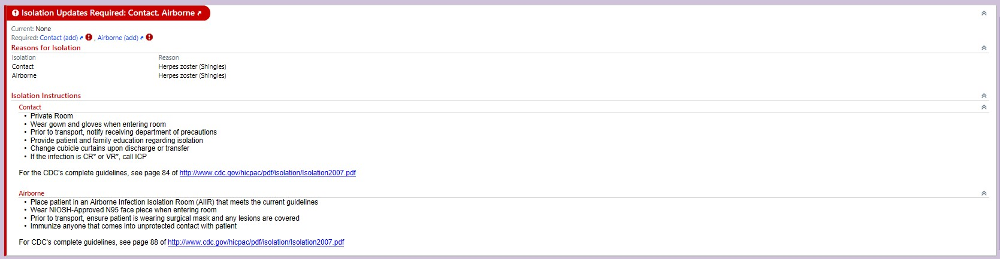 Isolation Updates Required: Contact, Airborne
Current: None
Required: Contact (add) , Airborne (add)
Reasons for Isolation
Isolation Reason
Contact Herpes zoster (Shingles)
Airborne Herpes zoster (Shingles)
Isolation Instructions
Contact
• Private Room
• Wear gown and gloves when entering room
• Prior to transport, notify receiving department of precautions
• Provide patient and family education regarding isolation
• Change cubicle curtains upon discharge or transfer
• If the infection is CR* or VR*, call ICP
For the CDC's complete guidelines, see page 84 of http://www.cdc.gov/hicpac/pdf/isolation/Isolation2007.pdf
Airborne
• Place patient in an Airborne Infection Isolation Room (AIIR) that meets the current guidelines
• Wear NIOSH-Approved N95 face piece when entering room
• Prior to transport, ensure patient is wearing surgical mask and any lesions are covered
• Immunize anyone that comes into unprotected contact with patient
For CDC's complete guidelines, see page 88 of http://www.cdc.gov/hicpac/pdf/isolation/Isolation2007.pdf